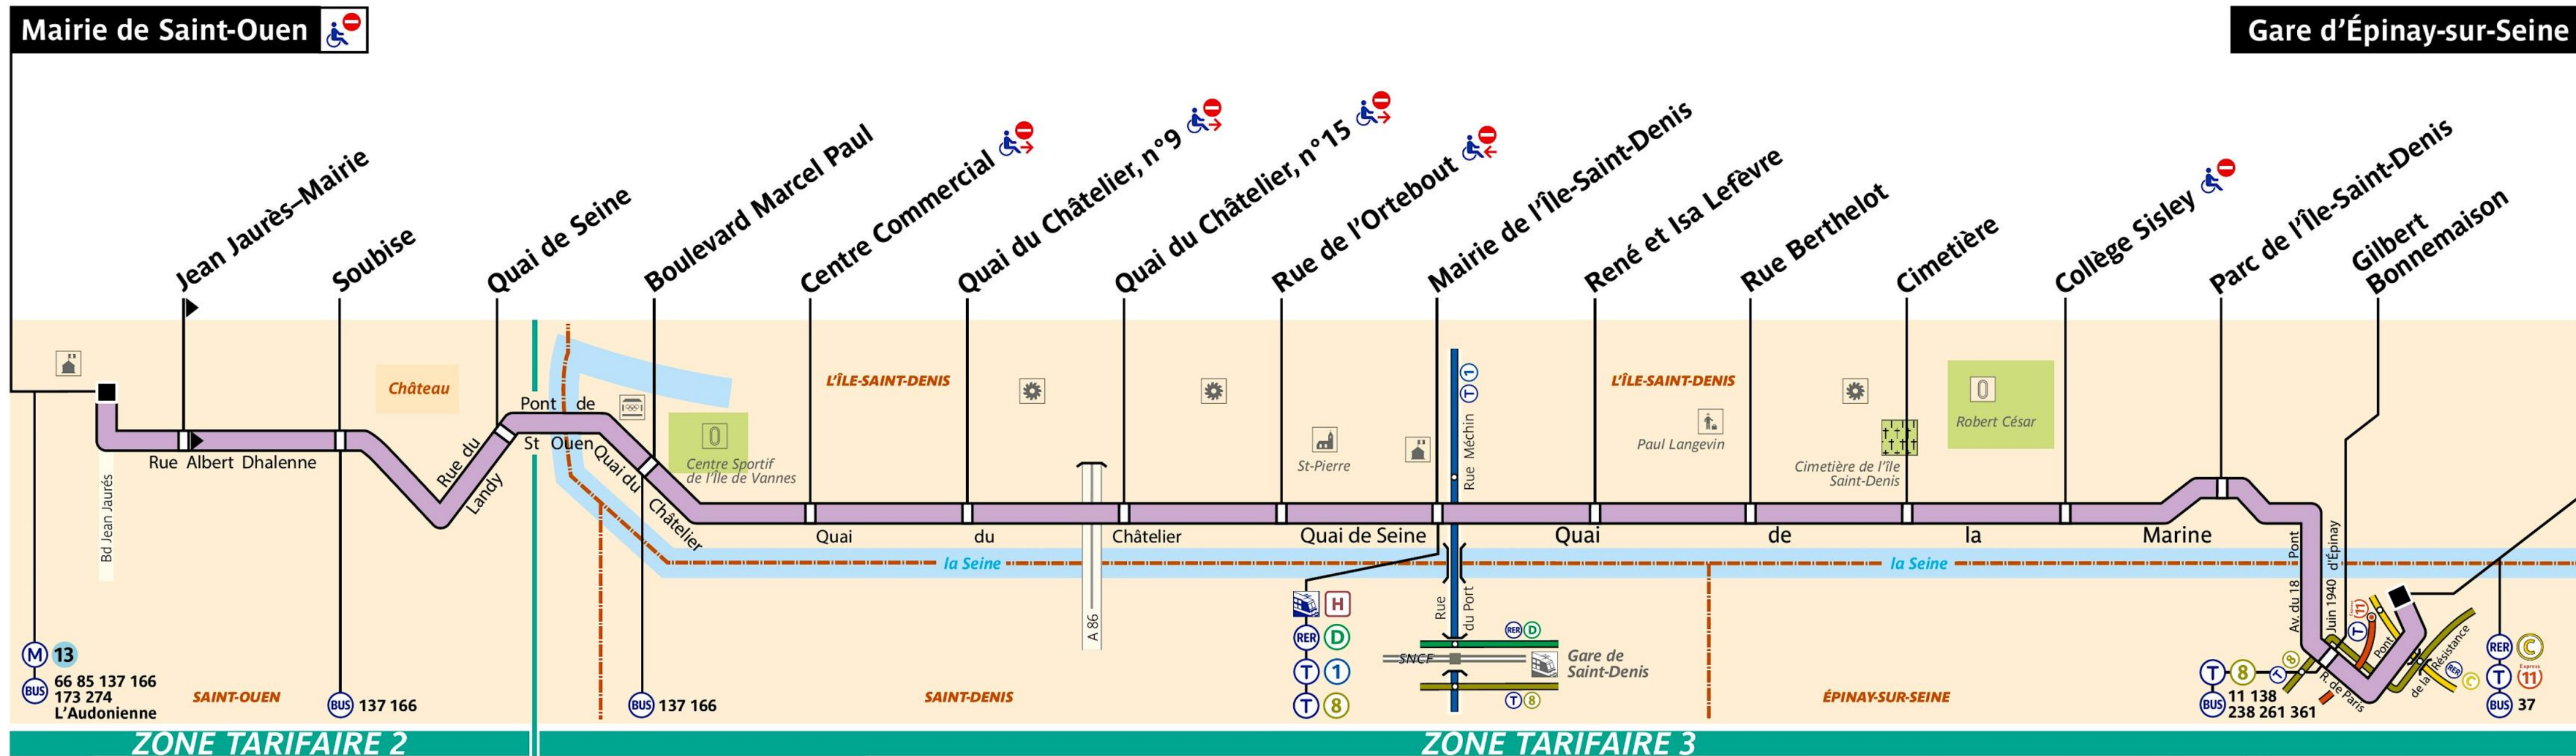 Mairie de Saint-Ouen
Gare d'Épinay-sur-Seine
Jean Jaurès–Mairie
Soubise
Quai de Seine
Boulevard Marcel Paul
Centre Commercial
Quai du Châtelier, n°9
Quai du Châtelier, n°15
Rue de l'Ortebout
Mairie de l'Île-Saint-Denis
René et Isa Lefèvre
Rue Berthelot
Cimetière
Collège Sisley
Parc de l'Île-Saint-Denis
Gilbert
Bonnemaison
Château
L'ÎLE-SAINT-DENIS
L'ÎLE-SAINT-DENIS
Rue Albert Dhalenne
Bd Jean Jaurés
Rue du
Landy
Pont de
St Ouen
Quai du
Châtelier
Centre Sportif
de l'Île de Vannes
Quai du Châtelier
A 86
St-Pierre
Quai de Seine
T 1
Rue Méchin
Rue
du Port
Paul Langevin
Cimetière de l'île
Saint-Denis
Robert César
Quai de la Marine
la Seine
la Seine
Av. du 18
Juin 1940
Pont
d'Épinay
M 13
BUS 66 85 137 166
173 274
L'Audonienne
SAINT-OUEN
BUS 137 166
BUS 137 166
SAINT-DENIS
H
RER D
T 1
T 8
RER D
SNCF
Gare de
Saint-Denis
T 8
ÉPINAY-SUR-SEINE
T 8
BUS 11 138
238 261 361
T 8
R. de Paris
Express
T 11
Pont
de la Résistance
RER C
RER C
Express
T 11
BUS 37
ZONE TARIFAIRE 2
ZONE TARIFAIRE 3